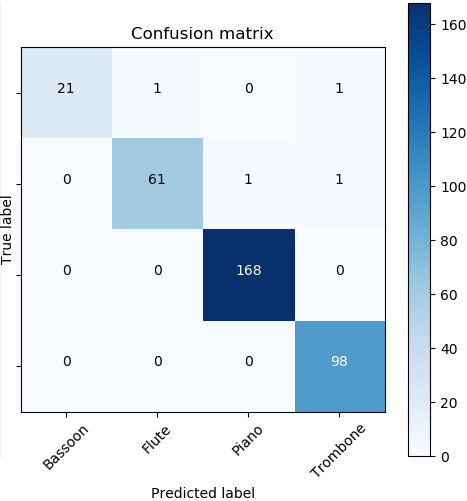 Confusion matrix
21 1 0 1
0 61 1 1
0 0 168 0
0 0 0 98
True label
Bassoon Flute Piano Trombone
Predicted label
160
140
120
100
80
60
40
20
0